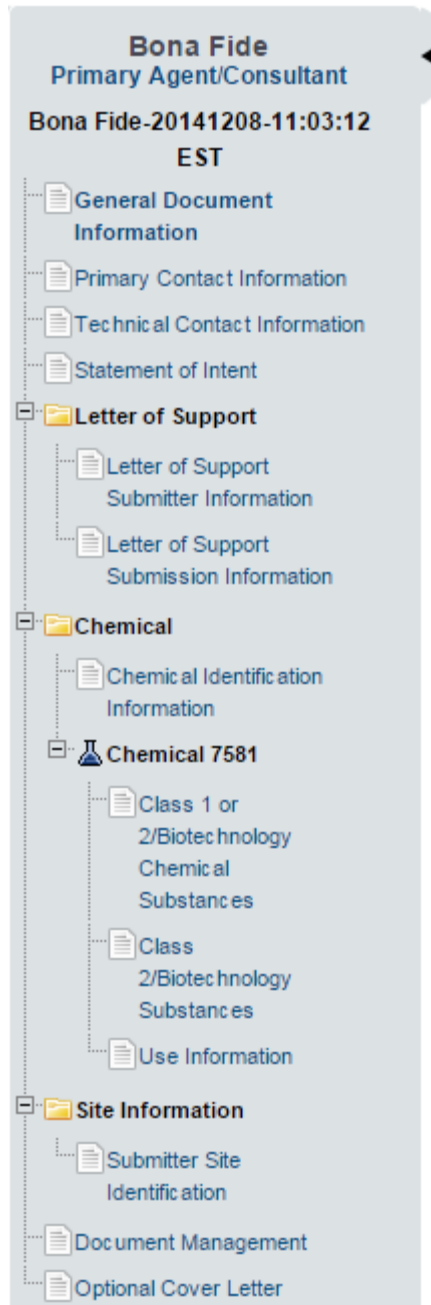 Bona Fide
Primary Agent/Consultant
Bona Fide-20141208-11:03:12
EST
General Document
Information
Primary Contact Information
Technical Contact Information
Statement of Intent
Letter of Support
Letter of Support
Submitter Information
Letter of Support
Submission Information
Chemical
Chemical Identification
Information
Chemical 7581
Class 1 or
2/Biotechnology
Chemical
Substances
Class
2/Biotechnology
Substances
Use Information
Site Information
Submitter Site
Identification
Document Management
Optional Cover Letter